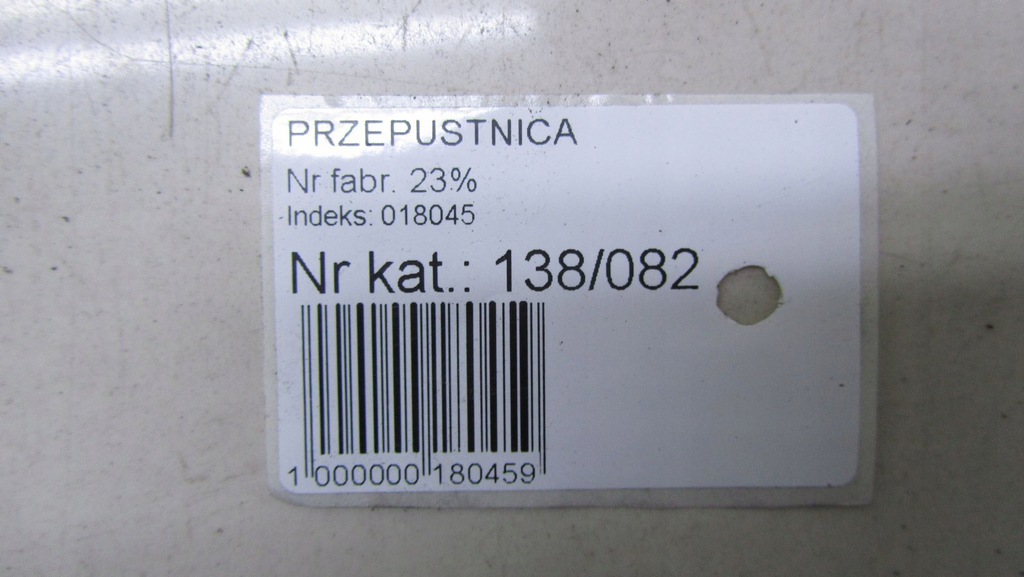 PRZEPUSTNICA
Nr fabr. 23%
Indeks: 018045
Nr kat.: 138/082
1 000000 180459